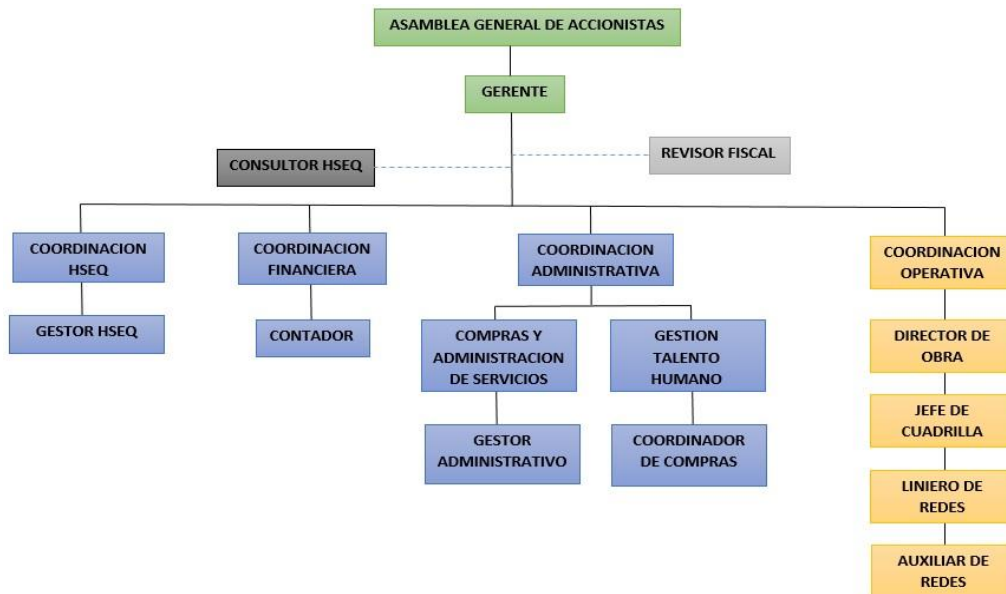 ASAMBLEA GENERAL DE ACCIONISTAS
GERENTE
REVISOR FISCAL
CONSULTOR HSEQ
COORDINACION
HSEQ
COORDINACION
FINANCIERA
COORDINACION
ADMINISTRATIVA
COORDINACION
OPERATIVA
GESTOR HSEQ
CONTADOR
COMPRAS Y
ADMINISTRACION
DE SERVICIOS
GESTION
TALENTO
HUMANO
DIRECTOR DE
OBRA
GESTOR
ADMINISTRATIVO
COORDINADOR
DE COMPRAS
JEFE DE
CUADRILLA
LINIERO DE
REDES
AUXILIAR DE
REDES